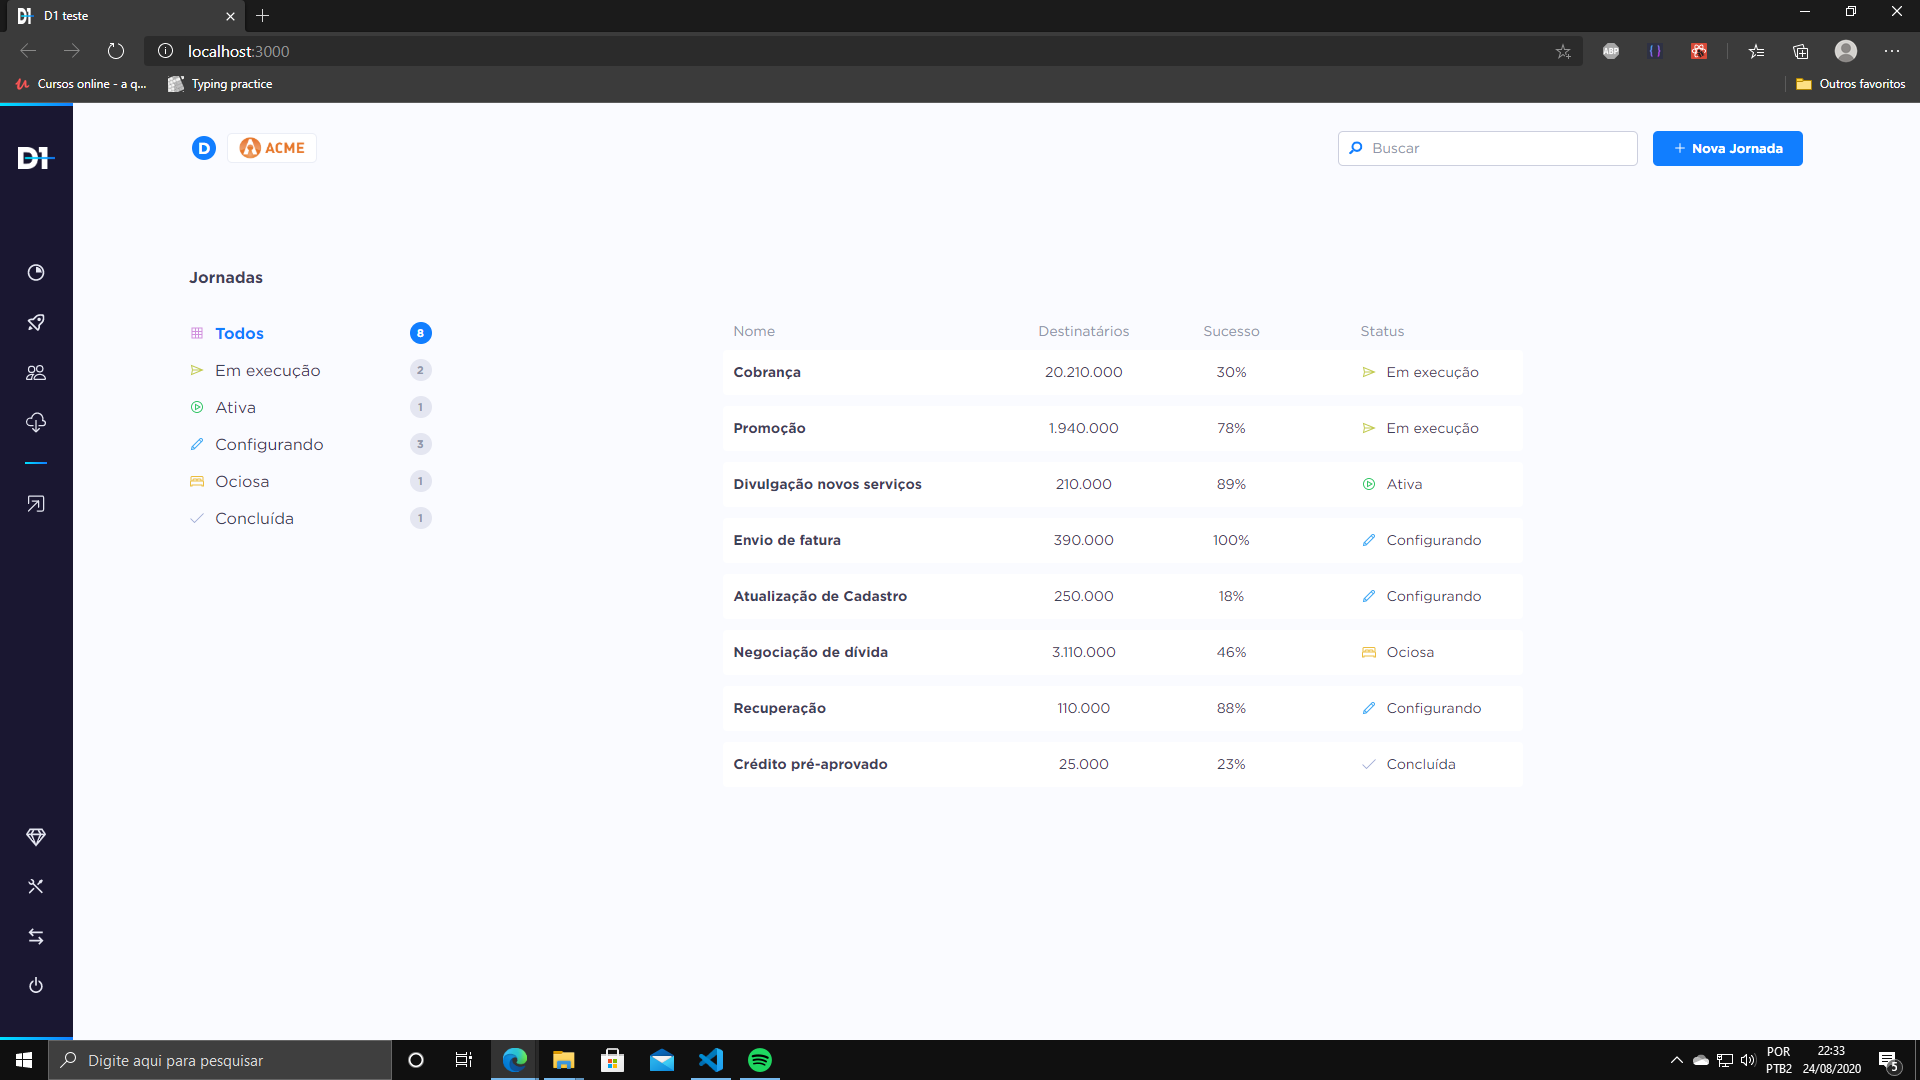 D1 teste
localhost:3000
ABP
Cursos online - a q...
Typing practice
Outros favoritos
D1
D
ACME
Buscar
+ Nova Jornada
Jornadas
Todos 8
Em execução 2
Ativa 1
Configurando 3
Ociosa 1
Concluída 1
Nome Destinatários Sucesso Status
Cobrança 20.210.000 30% Em execução
Promoção 1.940.000 78% Em execução
Divulgação novos serviços 210.000 89% Ativa
Envio de fatura 390.000 100% Configurando
Atualização de Cadastro 250.000 18% Configurando
Negociação de dívida 3.110.000 46% Ociosa
Recuperação 110.000 88% Configurando
Crédito pré-aprovado 25.000 23% Concluída
Digite aqui para pesquisar
POR
PTB2
22:33
24/08/2020
5